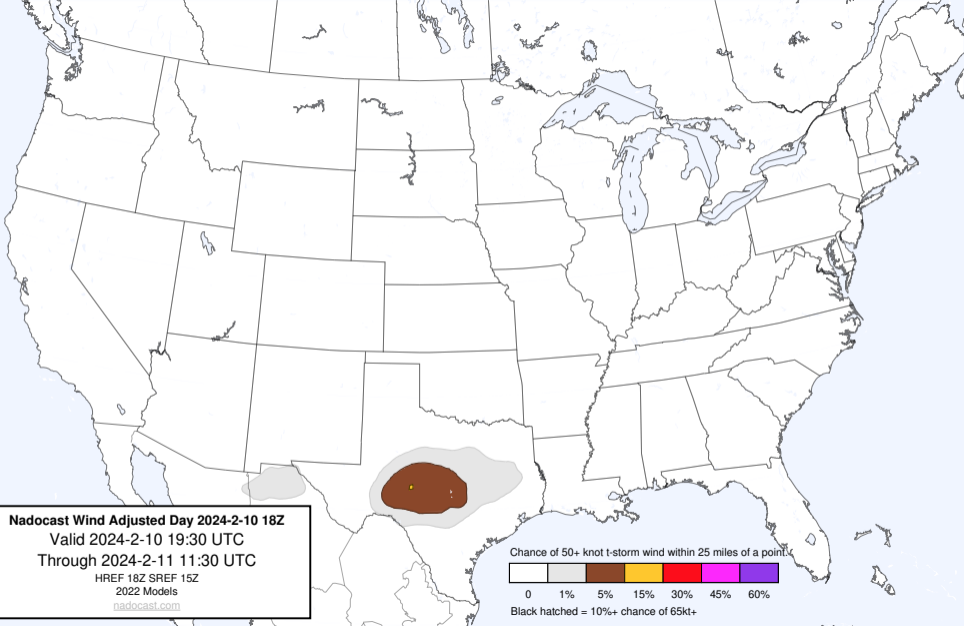 Nadocast Wind Adjusted Day 2024-2-10 18Z
Valid 2024-2-10 19:30 UTC
Through 2024-2-11 11:30 UTC
HREF 18Z SREF 15Z
2022 Models
nadocast.com
Chance of 50+ knot t-storm wind within 25 miles of a point.
0 1% 5% 15% 30% 45% 60%
Black hatched = 10%+ chance of 65kt+